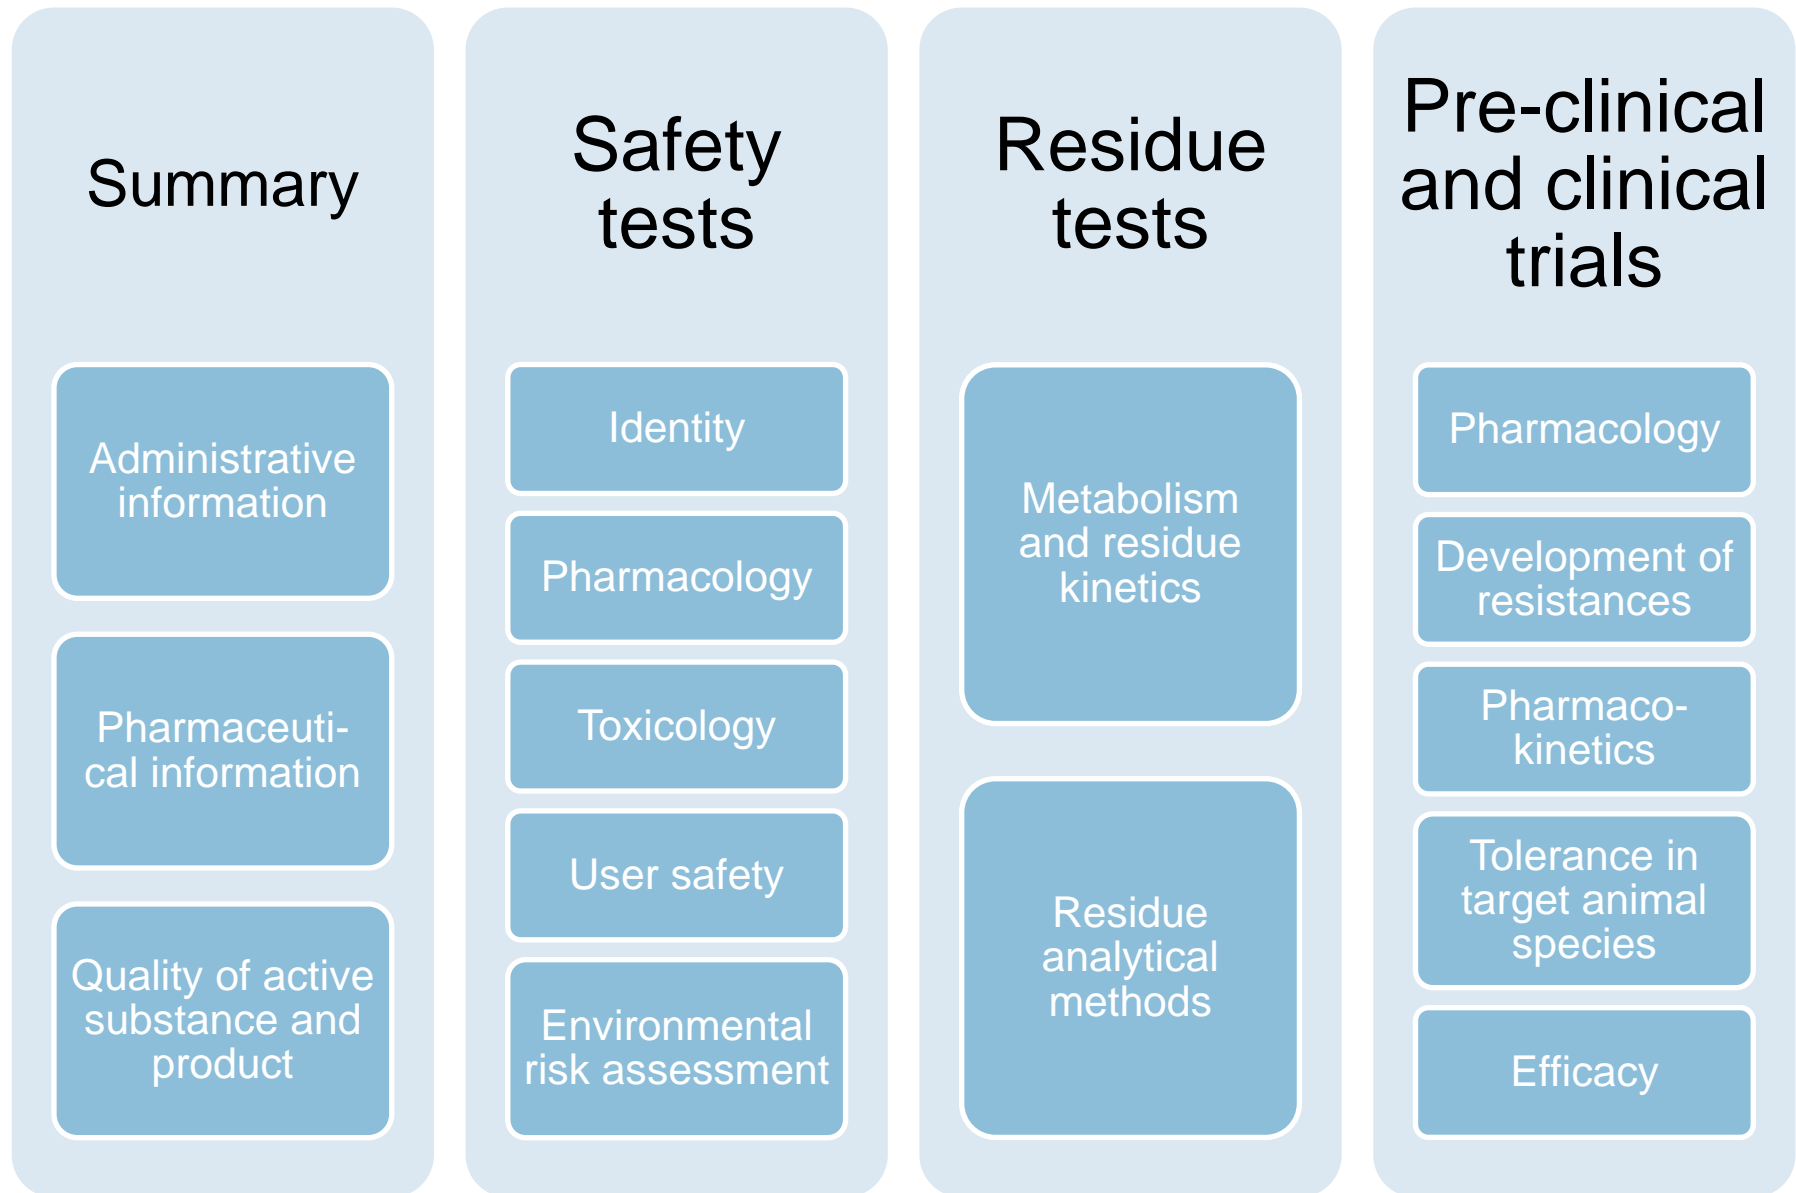 Summary
Administrative
information
Pharmaceuti-
cal information
Quality of active
substance and
product
Safety
tests
Identity
Pharmacology
Toxicology
User safety
Environmental
risk assessment
Residue
tests
Metabolism
and residue
kinetics
Residue
analytical
methods
Pre-clinical
and clinical
trials
Pharmacology
Development of
resistances
Pharmaco-
kinetics
Tolerance in
target animal
species
Efficacy